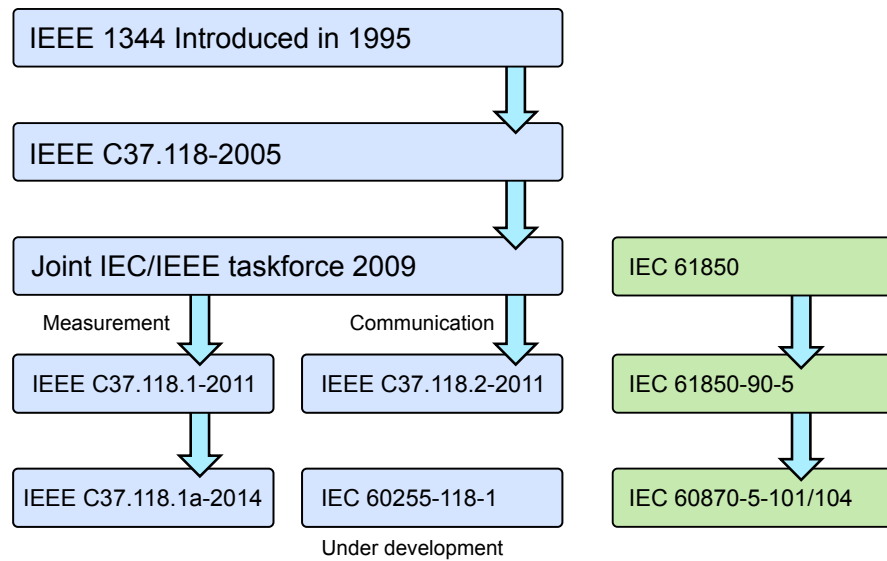 IEEE 1344 Introduced in 1995
IEEE C37.118-2005
Joint IEC/IEEE taskforce 2009
IEC 61850
Measurement
Communication
IEEE C37.118.1-2011
IEEE C37.118.2-2011
IEC 61850-90-5
IEEE C37.118.1a-2014
IEC 60255-118-1
IEC 60870-5-101/104
Under development